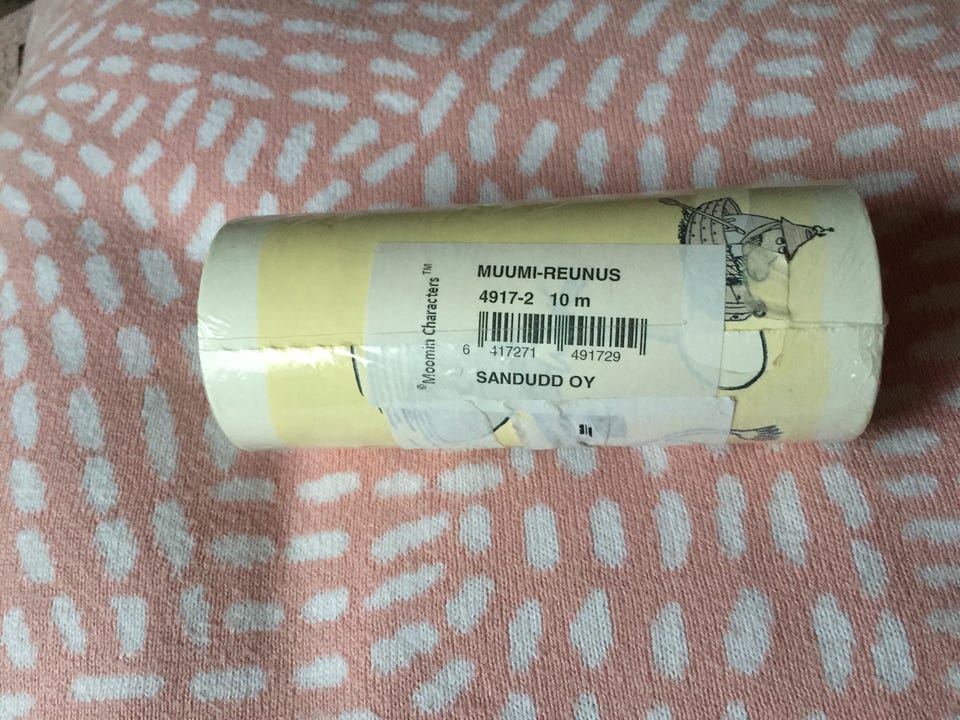 MUUMI-REUNUS
4917-2 10 m
6 417271 491729
SANDUDD OY
©Moomin Characters™